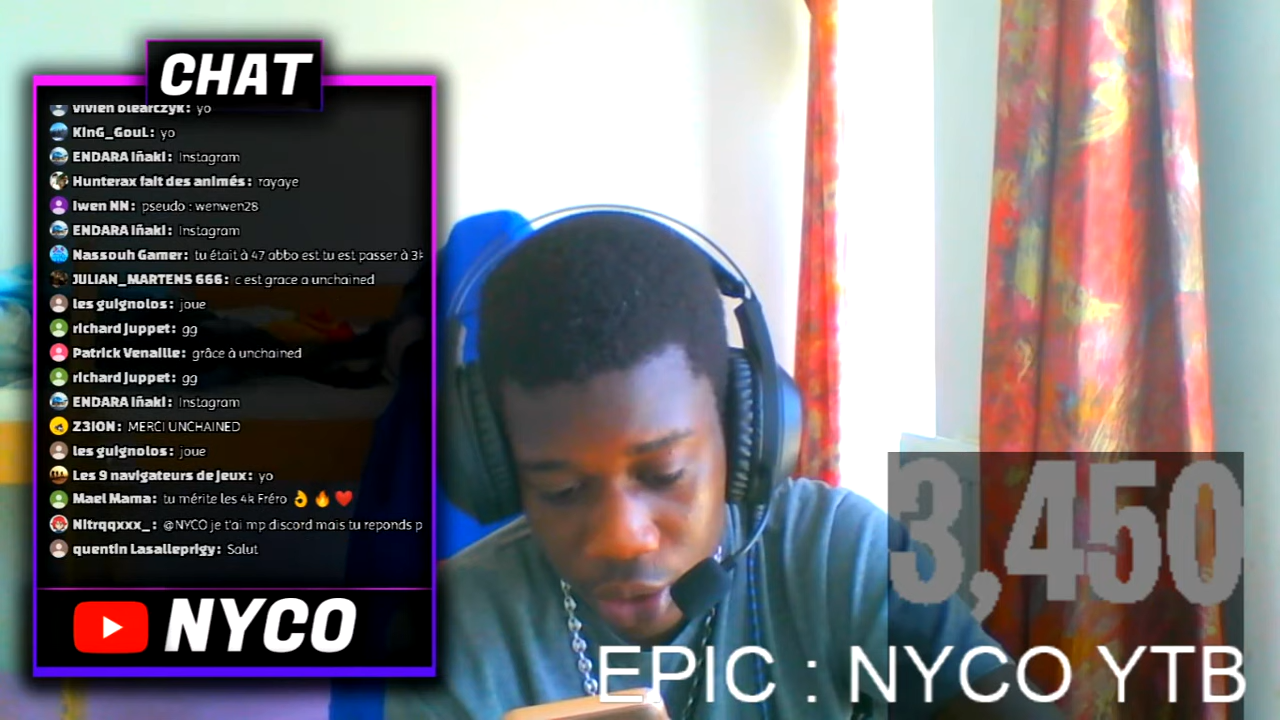 CHAT
vivien blearczyk: yo
KinG_GouL: yo
ENDARA Iñaki: Instagram
Hunterax fait des animés: rayaye
Iwen NN: pseudo : wenwen28
ENDARA Iñaki: Instagram
Nassouh Gamer: tu était à 47 abbo est tu est passer à 3k
JULIAN_MARTENS 666: c est grace a unchained
les guignolos: joue
richard juppet: gg
Patrick Venaille: grâce à unchained
richard juppet: gg
ENDARA Iñaki: Instagram
Z3ION: MERCI UNCHAINED
les guignolos: joue
Les 9 navigateurs de jeux: yo
Mael Mama: tu mérite les 4k Fréro 👌🔥❤️
Nitrqqxxx_: @NYCO je t'ai mp discord mais tu reponds p
quentin Lasalleprigy: Salut
NYCO
3,450
EPIC : NYCO YTB